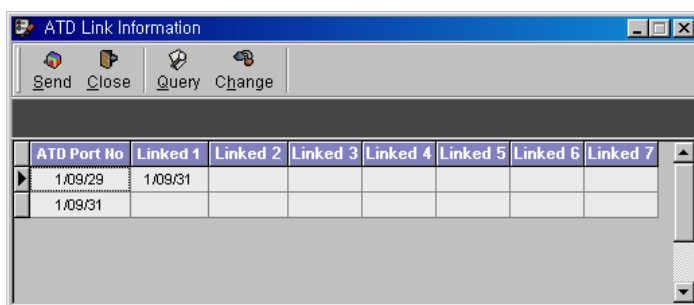 ATD Link Information
Send Close Query Change
ATD Port No Linked 1 Linked 2 Linked 3 Linked 4 Linked 5 Linked 6 Linked 7
1/09/29 1/09/31
1/09/31